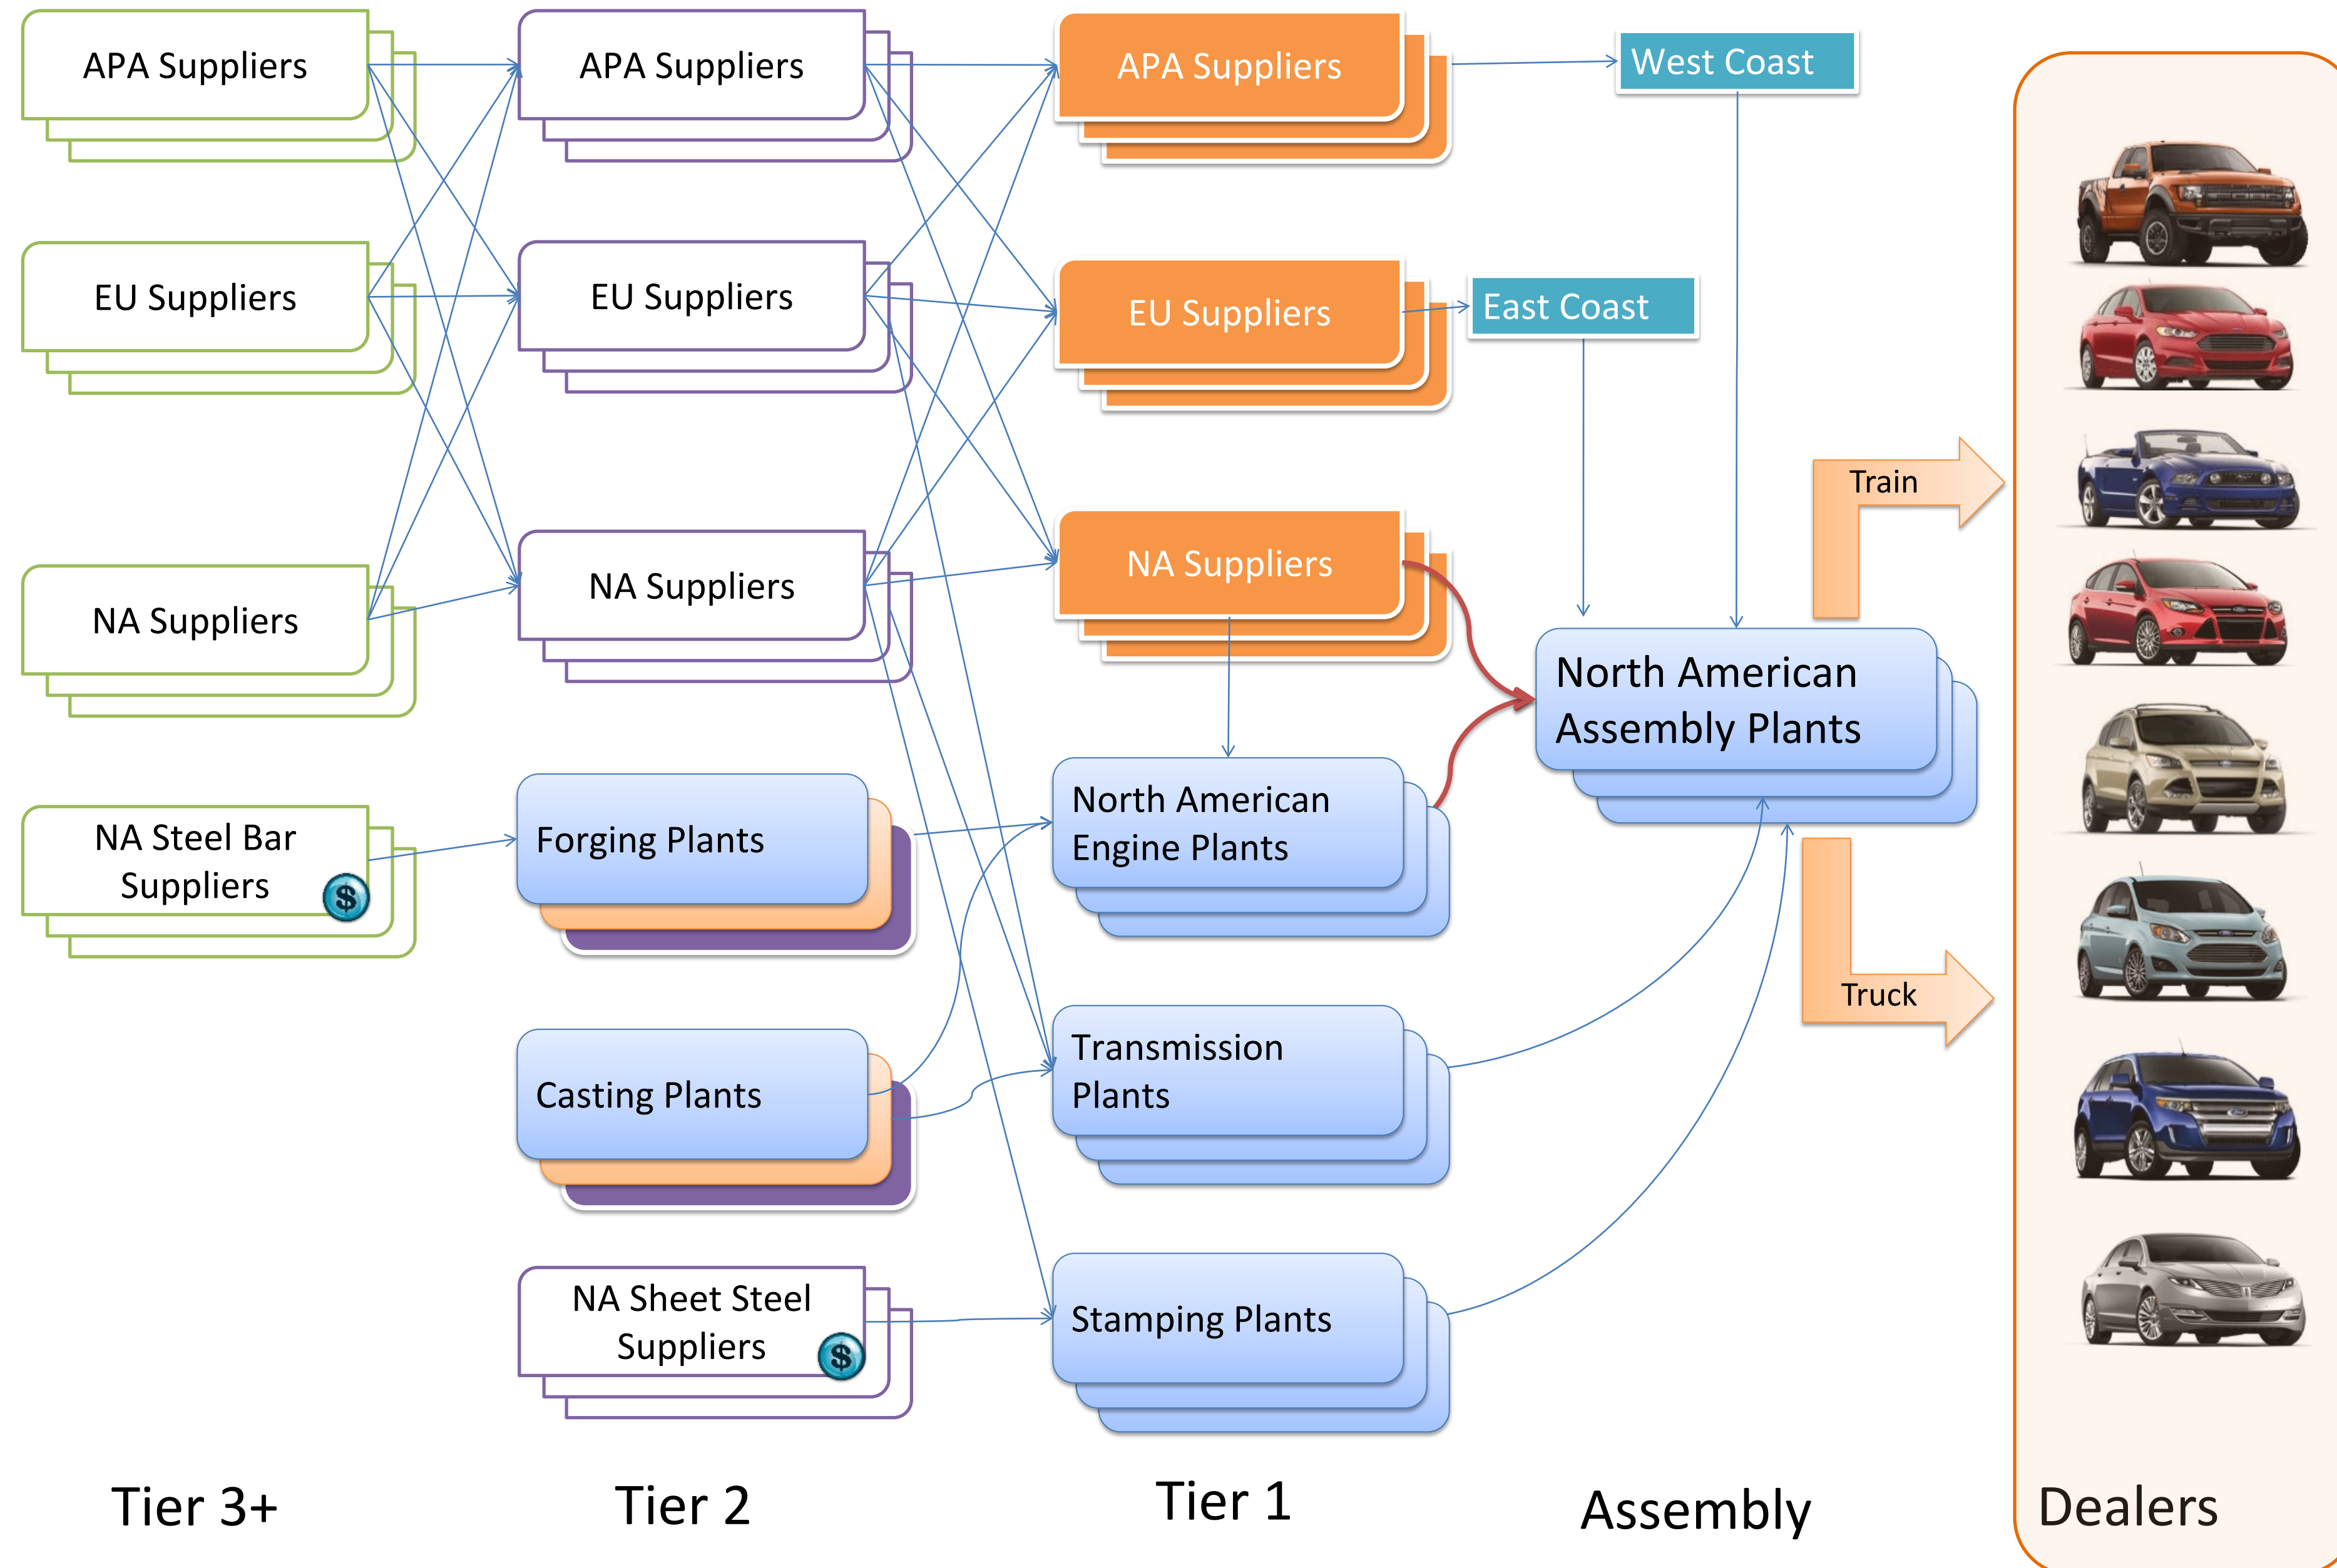 APA Suppliers
APA Suppliers
APA Suppliers
West Coast
EU Suppliers
EU Suppliers
EU Suppliers
East Coast
NA Suppliers
NA Suppliers
NA Suppliers
Train
North American
Assembly Plants
NA Steel Bar
Suppliers
$
Forging Plants
North American
Engine Plants
Truck
Casting Plants
Transmission
Plants
NA Sheet Steel
Suppliers
$
Stamping Plants
Tier 3+
Tier 2
Tier 1
Assembly
Dealers